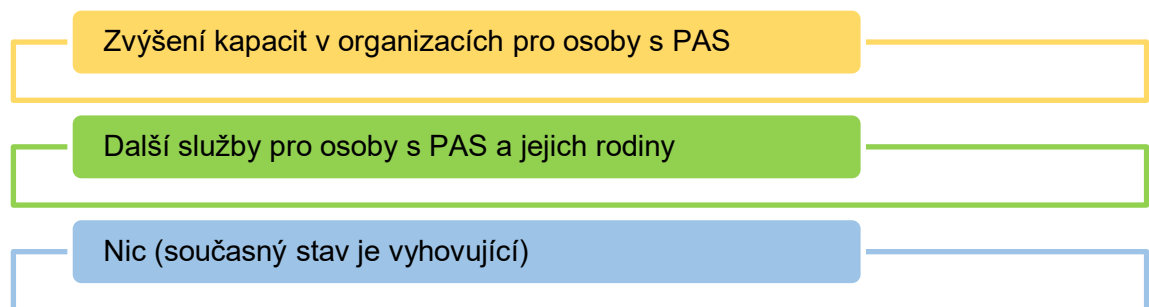 Zvýšení kapacit v organizacích pro osoby s PAS
Další služby pro osoby s PAS a jejich rodiny
Nic (současný stav je vyhovující)